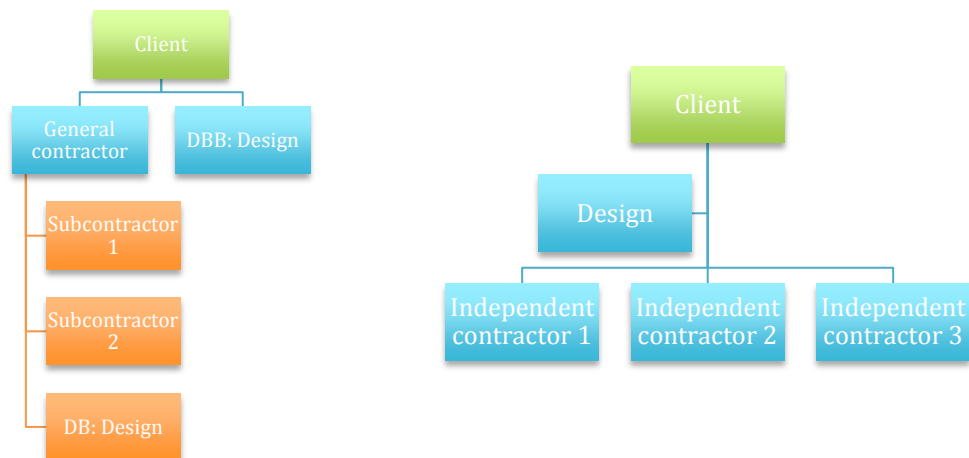 Client
General
contractor
DBB: Design
Subcontractor
1
Subcontractor
2
DB: Design
Client
Design
Independent
contractor 1
Independent
contractor 2
Independent
contractor 3